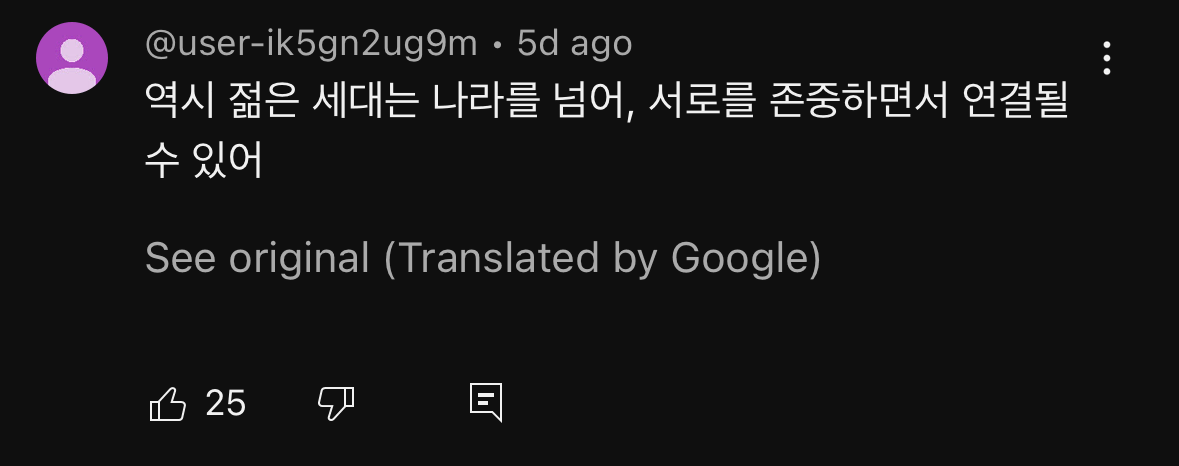 @user-ik5gn2ug9m • 5d ago
역시 젊은 세대는 나라를 넘어, 서로를 존중하면서 연결될
수 있어
See original (Translated by Google)
25